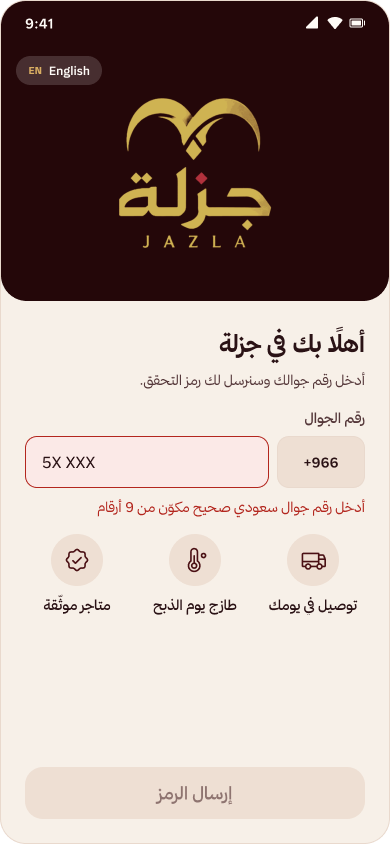 9:41
EN English
جزلة
JAZLA
أهلًا بك في جزلة
أدخل رقم جوالك وسنرسل لك رمز التحقق.
رقم الجوال
+966
5X XXX
أدخل رقم جوال سعودي صحيح مكوّن من 9 أرقام
توصيل في يومك
طازج يوم الذبح
متاجر موثّقة
إرسال الرمز